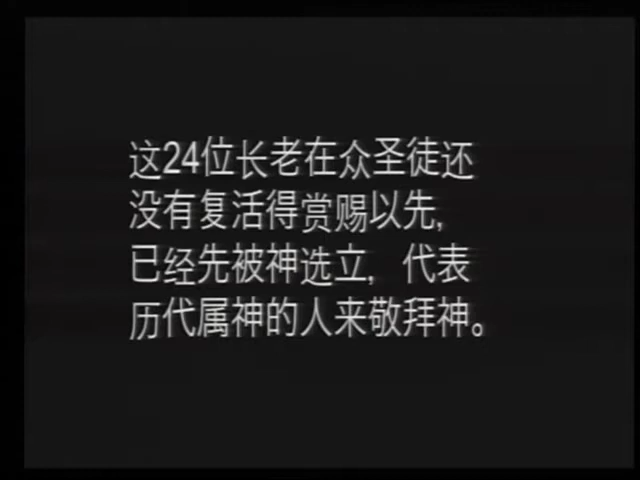 这24位长老在众圣徒还
没有复活得赏赐以先,
已经先被神选立, 代表
历代属神的人来敬拜神。